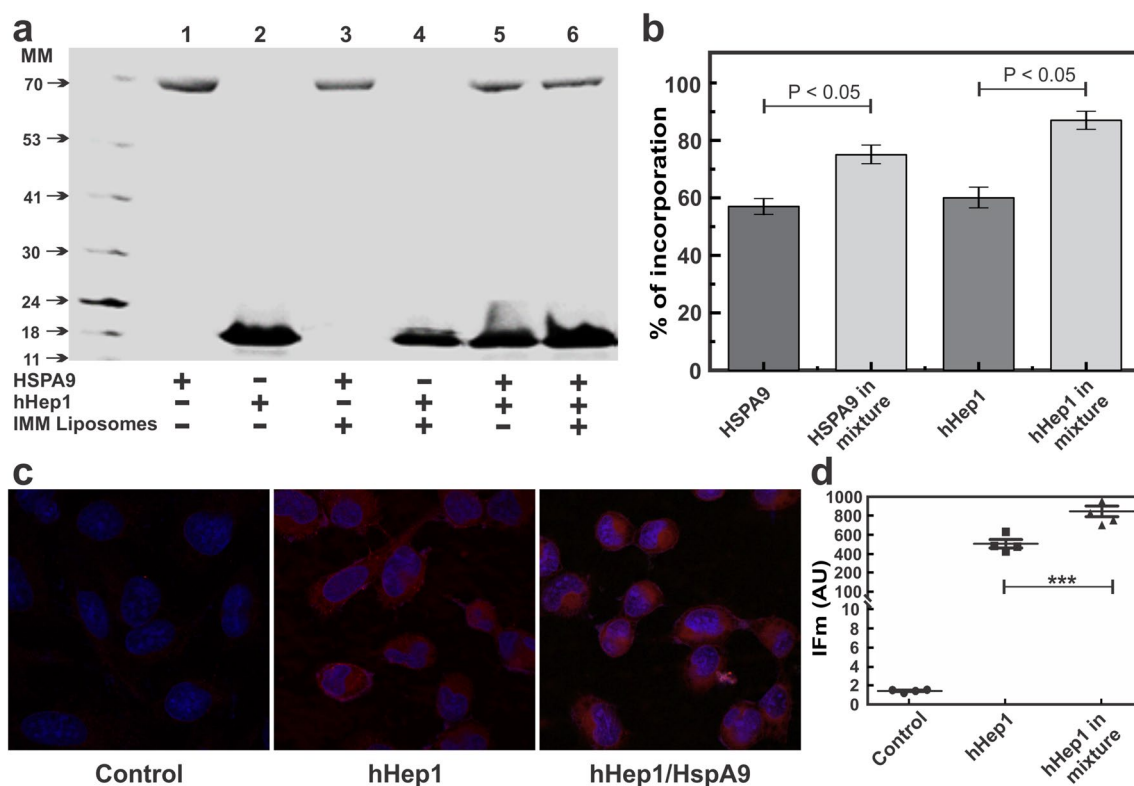 a
1 2 3 4 5 6
MM
70
53
41
30
24
18
11
HSPA9 + - + - + +
hHep1 - + - + + +
IMM Liposomes - - + + - +
b
% of incorporation
100
80
60
40
20
0
P < 0.05
P < 0.05
HSPA9
HSPA9 in
mixture
hHep1
hHep1 in
mixture
c
Control
hHep1
hHep1/HspA9
d
IFm (AU)
1000
800
600
400
200
10
8
6
4
2
0
***
Control
hHep1
hHep1 in
mixture